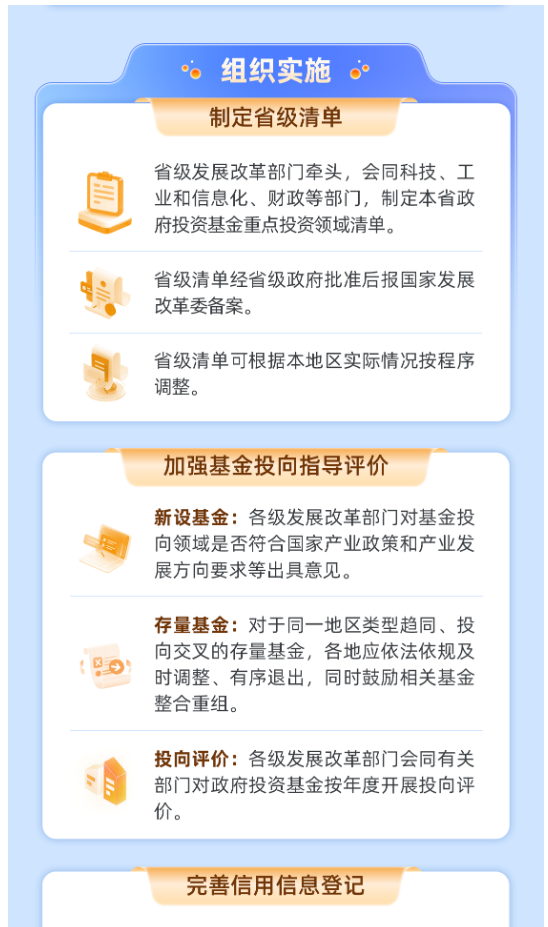 组织实施
制定省级清单
省级发展改革部门牵头，会同科技、工
业和信息化、财政等部门，制定本省政
府投资基金重点投资领域清单。
省级清单经省级政府批准后报国家发展
改革委备案。
省级清单可根据本地区实际情况按程序
调整。
加强基金投向指导评价
新设基金：各级发展改革部门对基金投
向领域是否符合国家产业政策和产业发
展方向要求等出具意见。
存量基金：对于同一地区类型趋同、投
向交叉的存量基金，各地应依法依规及
时调整、有序退出，同时鼓励相关基金
整合重组。
投向评价：各级发展改革部门会同有关
部门对政府投资基金按年度开展投向评
价。
完善信用信息登记